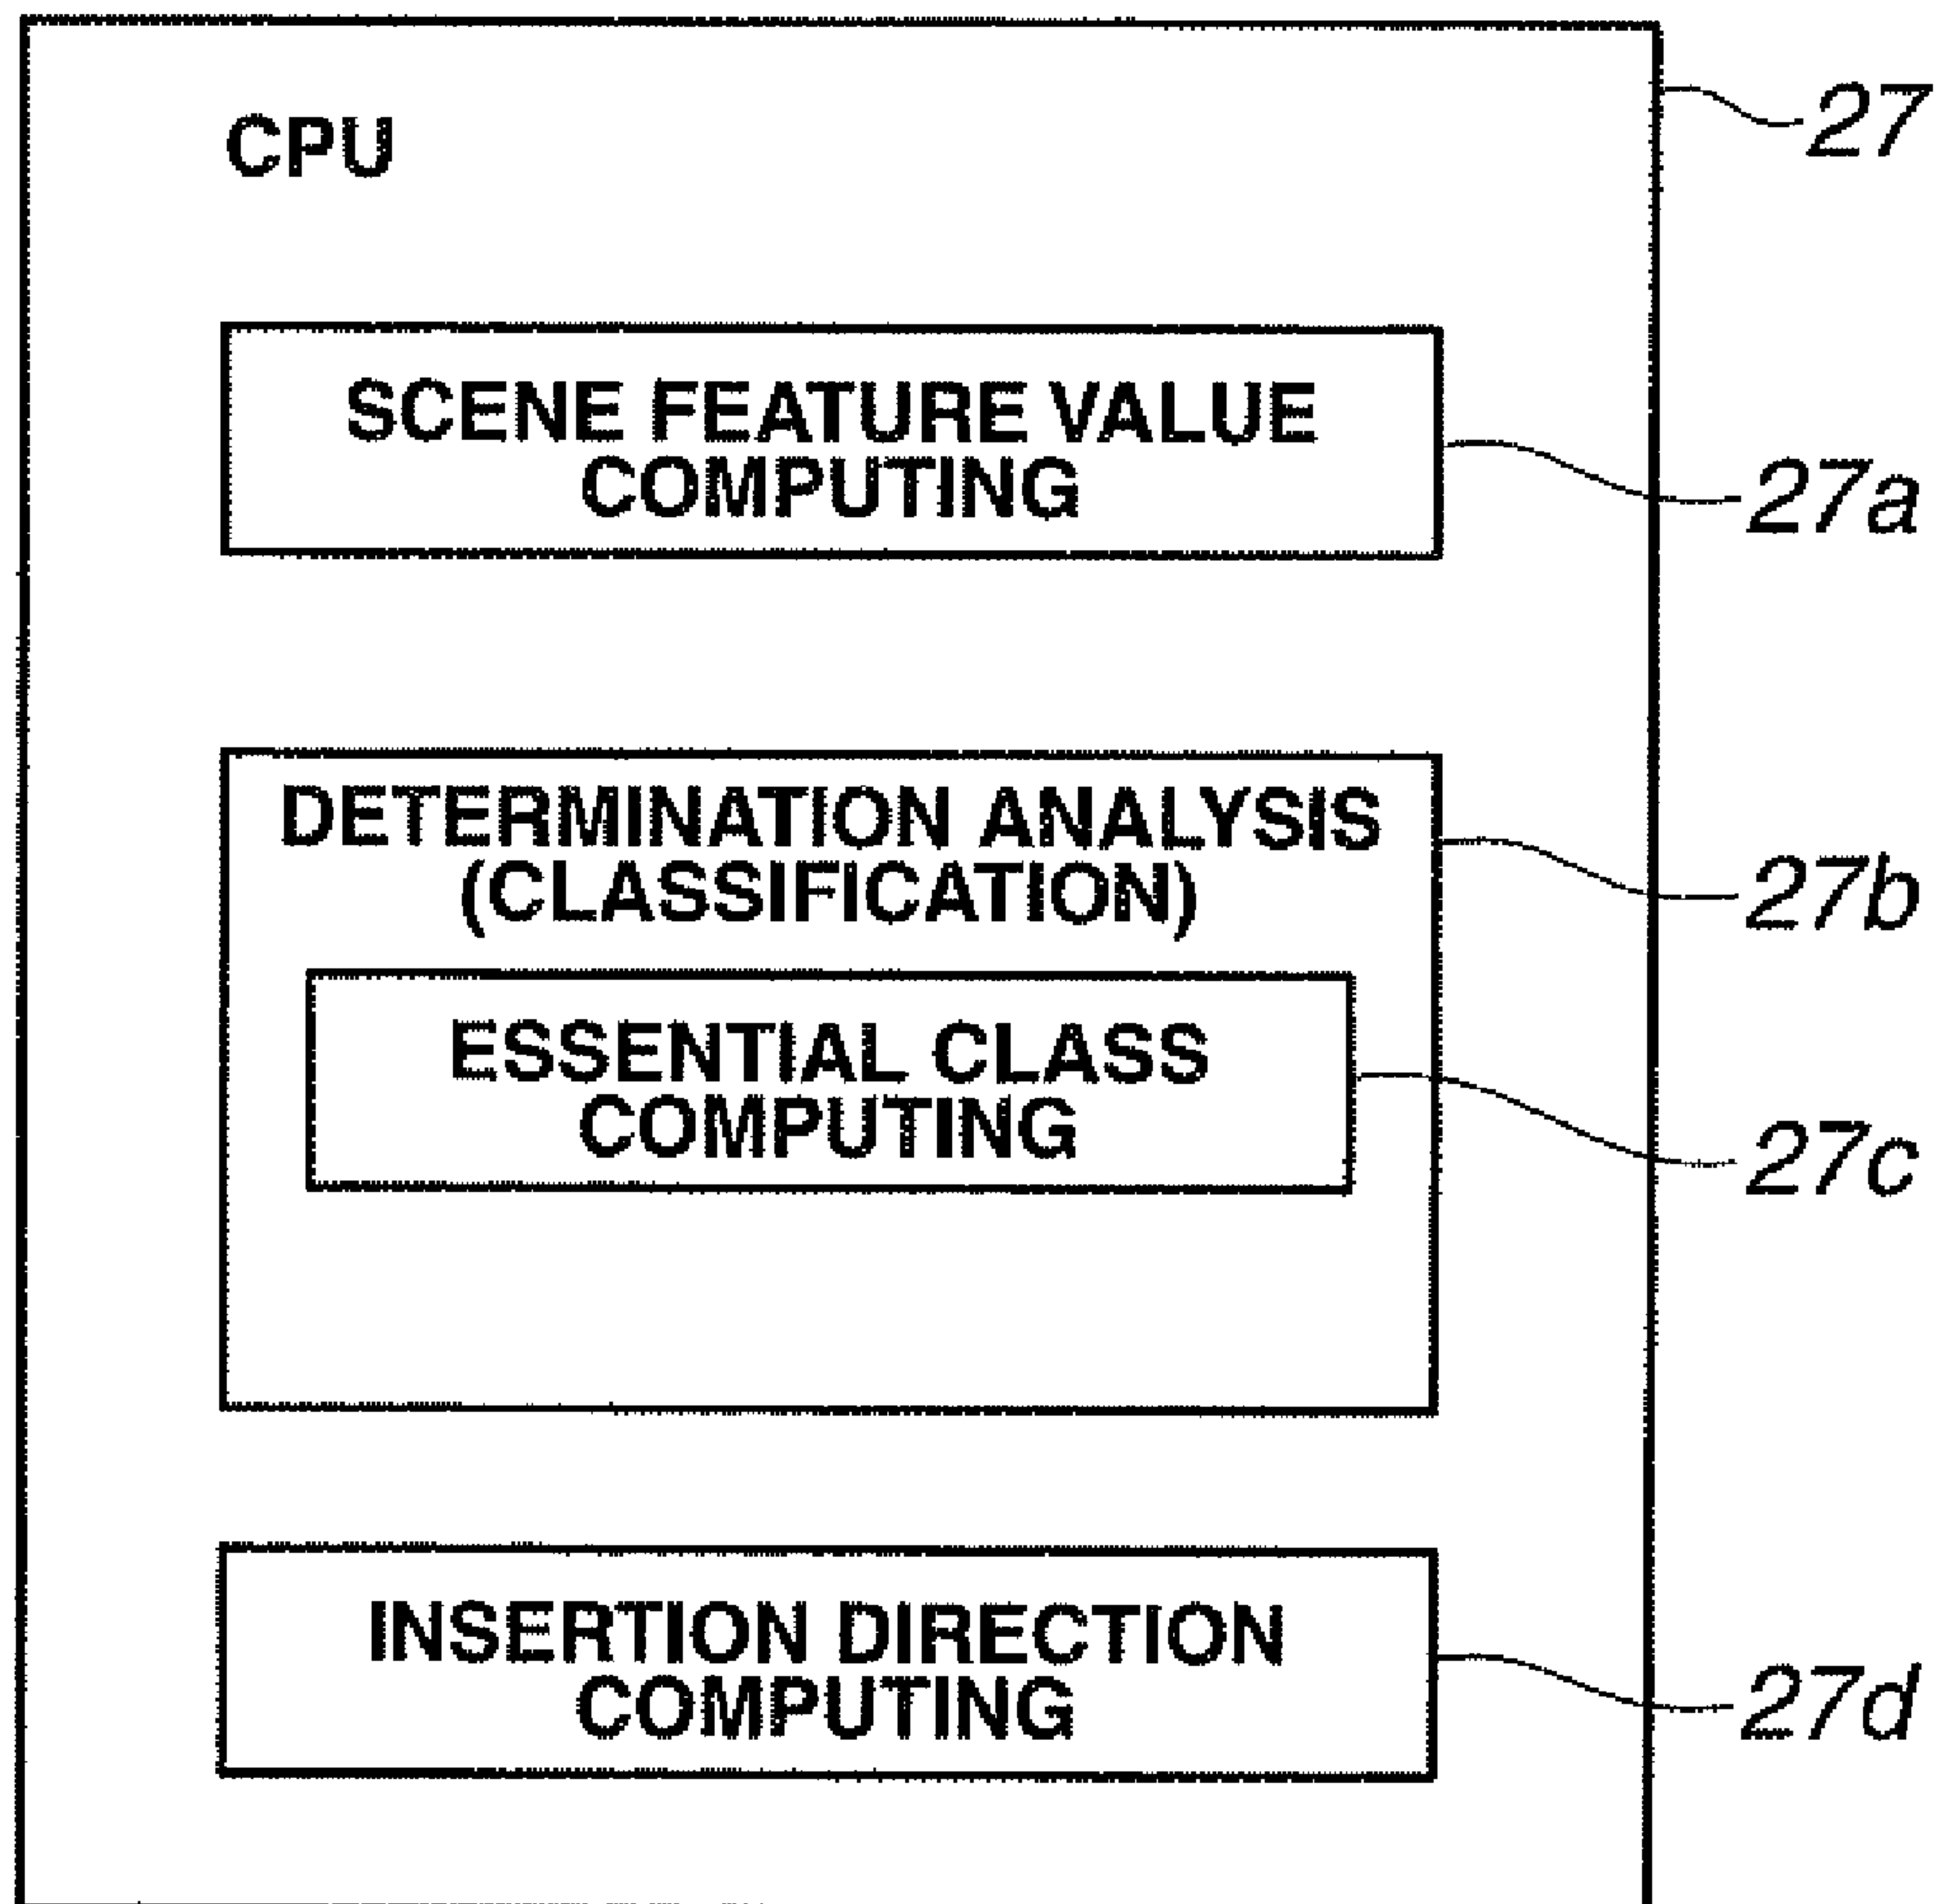 CPU
27
SCENE FEATURE VALUE
COMPUTING
27a
DETERMINATION ANALYSIS
(CLASSIFICATION)
27b
ESSENTIAL CLASS
COMPUTING
27c
INSERTION DIRECTION
COMPUTING
27d